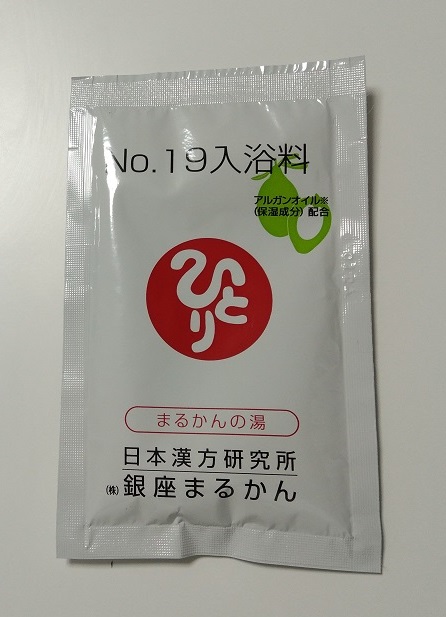 No.19入浴料
アルガンオイル※
(保湿成分) 配合
ひとり
まるかんの湯
日本漢方研究所
(株)銀座まるかん